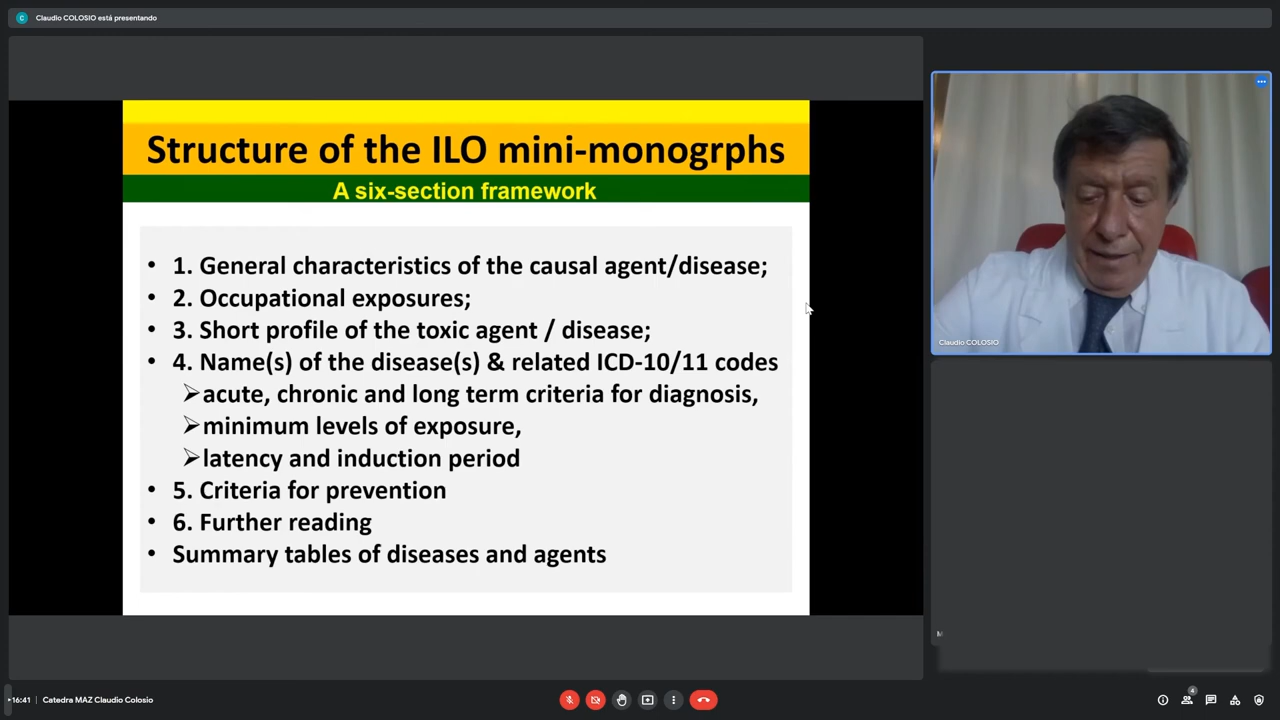 C Claudio COLOSIO está presentando
Structure of the ILO mini-monogrphs
A six-section framework
• 1. General characteristics of the causal agent/disease;
• 2. Occupational exposures;
• 3. Short profile of the toxic agent / disease;
• 4. Name(s) of the disease(s) & related ICD-10/11 codes
➢acute, chronic and long term criteria for diagnosis,
➢minimum levels of exposure,
➢latency and induction period
• 5. Criteria for prevention
• 6. Further reading
• Summary tables of diseases and agents
Claudio COLOSIO
16:41 | Catedra MAZ Claudio Colosio
4